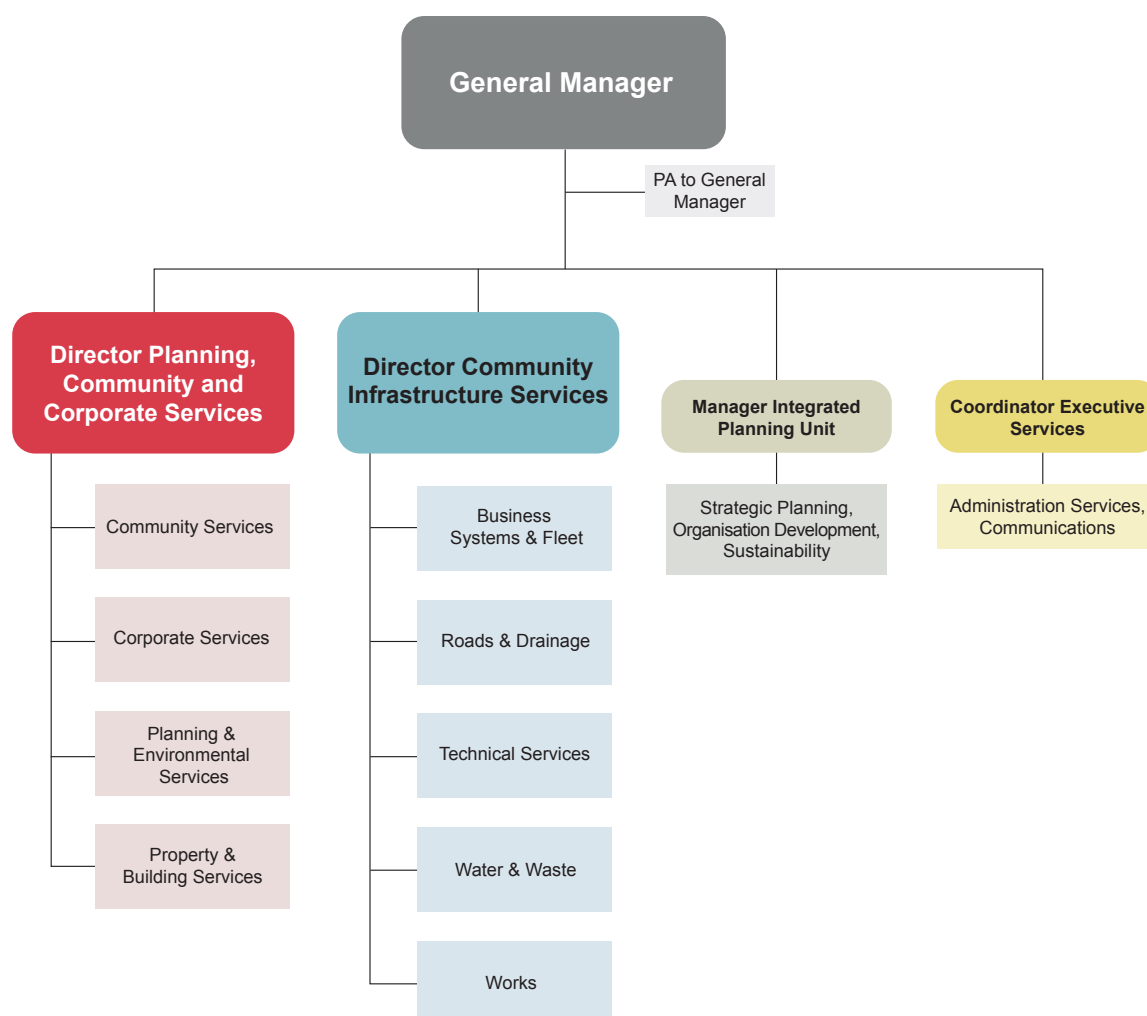 General Manager
PA to General
Manager
Director Planning,
Community and
Corporate Services
Community Services
Corporate Services
Planning &
Environmental
Services
Property &
Building Services
Director Community
Infrastructure Services
Business
Systems & Fleet
Roads & Drainage
Technical Services
Water & Waste
Works
Manager Integrated
Planning Unit
Strategic Planning,
Organisation Development,
Sustainability
Coordinator Executive
Services
Administration Services,
Communications